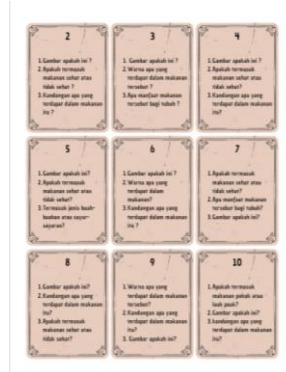 2
1. Gambar apakah ini ?
2. Apakah termasuk
makanan sehat atau
tidak sehat ?
3. Kandungan apa yang
terdapat dalam makanan
itu ?
3
1. Gambar apakah ini ?
2. Warna apa yang
terdapat dalam makanan
tersebut ?
3. Apa manfaat makanan
tersebut bagi tubuh ?
4
1. Gambar apakah ini ?
2. Apakah termasuk
makanan sehat atau
tidak sehat?
3. Kandungan apa yang
terdapat dalam makanan
itu ?
5
1. Gambar apakah ini?
2. Apakah termasuk
makanan sehat atau
tidak sehat?
3. Termasuk jenis buah-
buahan atau sayur-
sayuran?
6
1. Gambar apakah ini ?
2. Warna apa yang
terdapat dalam
makanan?
3. Kandungan apa yang
terdapat dalam makanan
itu ?
7
1. Apakah termasuk
makanan sehat atau
tidak sehat?
2. Apa manfaat makanan
tersebut bagi tubuh?
3. Gambar apakah ini?
8
1. Gambar apakah ini?
2. Kandungan apa yang
terdapat dalam makanan
itu?
3. Apakah termasuk
makanan sehat atau
tidak sehat?
9
1. Warna apa yang
terdapat dalam makanan
tersebut?
2. Kandungan apa yang
terdapat dalam makanan
itu?
3. Gambar apakah ini?
10
1. Apakah termasuk
makanan pokok atau
lauk pauk?
2. Gambar apakah ini?
3. kandungan apa yang
terdapat dalam makanan
itu?